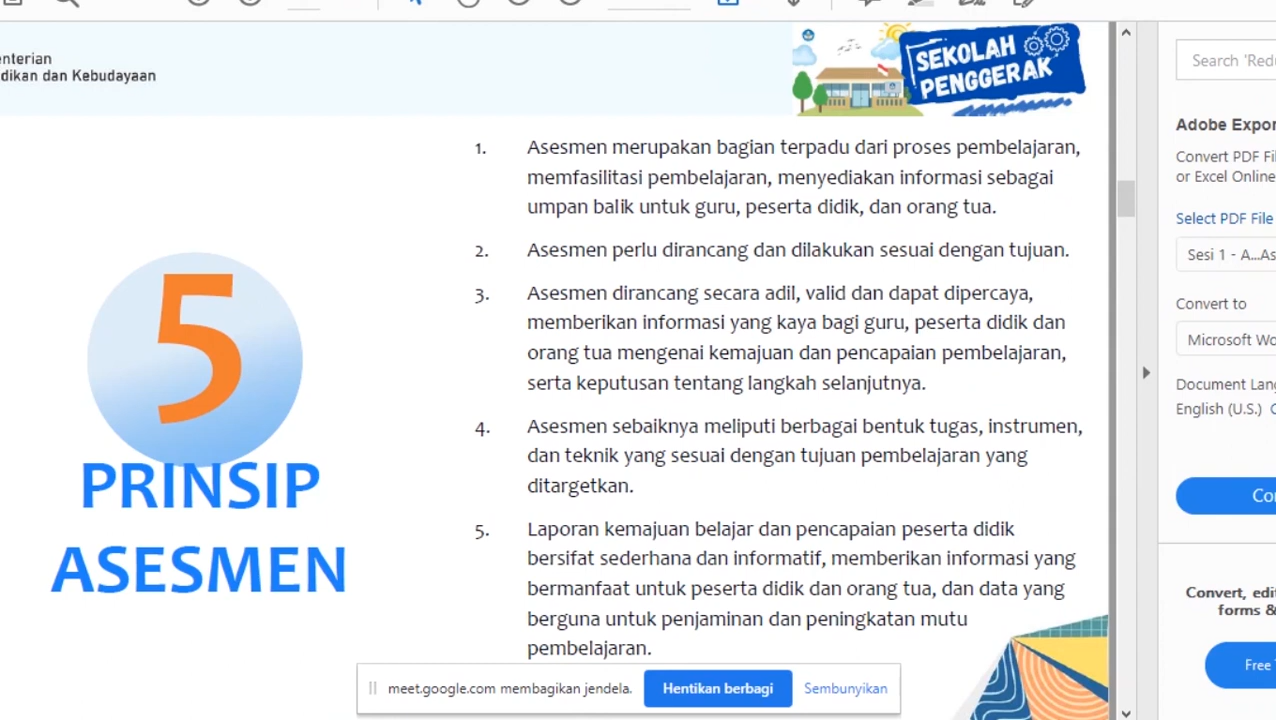 enterian
dikan dan Kebudayaan
SEKOLAH
PENGGERAK
5
PRINSIP
ASESMEN
1. Asesmen merupakan bagian terpadu dari proses pembelajaran,
memfasilitasi pembelajaran, menyediakan informasi sebagai
umpan balik untuk guru, peserta didik, dan orang tua.
2. Asesmen perlu dirancang dan dilakukan sesuai dengan tujuan.
3. Asesmen dirancang secara adil, valid dan dapat dipercaya,
memberikan informasi yang kaya bagi guru, peserta didik dan
orang tua mengenai kemajuan dan pencapaian pembelajaran,
serta keputusan tentang langkah selanjutnya.
4. Asesmen sebaiknya meliputi berbagai bentuk tugas, instrumen,
dan teknik yang sesuai dengan tujuan pembelajaran yang
ditargetkan.
5. Laporan kemajuan belajar dan pencapaian peserta didik
bersifat sederhana dan informatif, memberikan informasi yang
bermanfaat untuk peserta didik dan orang tua, dan data yang
berguna untuk penjaminan dan peningkatan mutu
pembelajaran.
meet.google.com membagikan jendela.
Hentikan berbagi
Sembunyikan
Search 'Redu
Adobe Expor
Convert PDF Fil
or Excel Online
Select PDF File
Sesi 1 - A...As
Convert to
Microsoft Wo
Document Lang
English (U.S.) C
Con
Convert, edit
forms &
Free